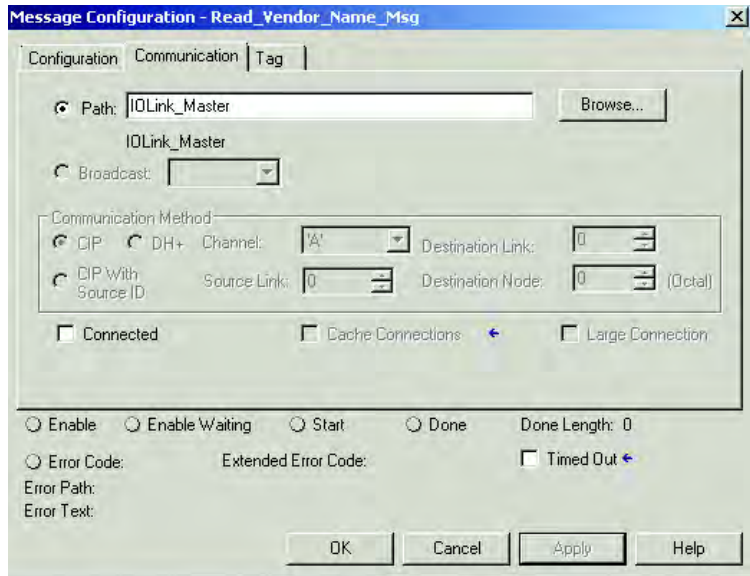 Message Configuration - Read_Vendor_Name_Msg
Configuration Communication Tag
Path: IOLink_Master Browse...
IOLink_Master
Broadcast:
Communication Method
CIP DH+ Channel: 'A' Destination Link: 0
CIP With Source ID Source Link: 0 Destination Node: 0 (Octal)
Connected Cache Connections Large Connection
Enable Enable Waiting Start Done Done Length: 0
Error Code: Extended Error Code: Timed Out
Error Path:
Error Text:
OK Cancel Apply Help